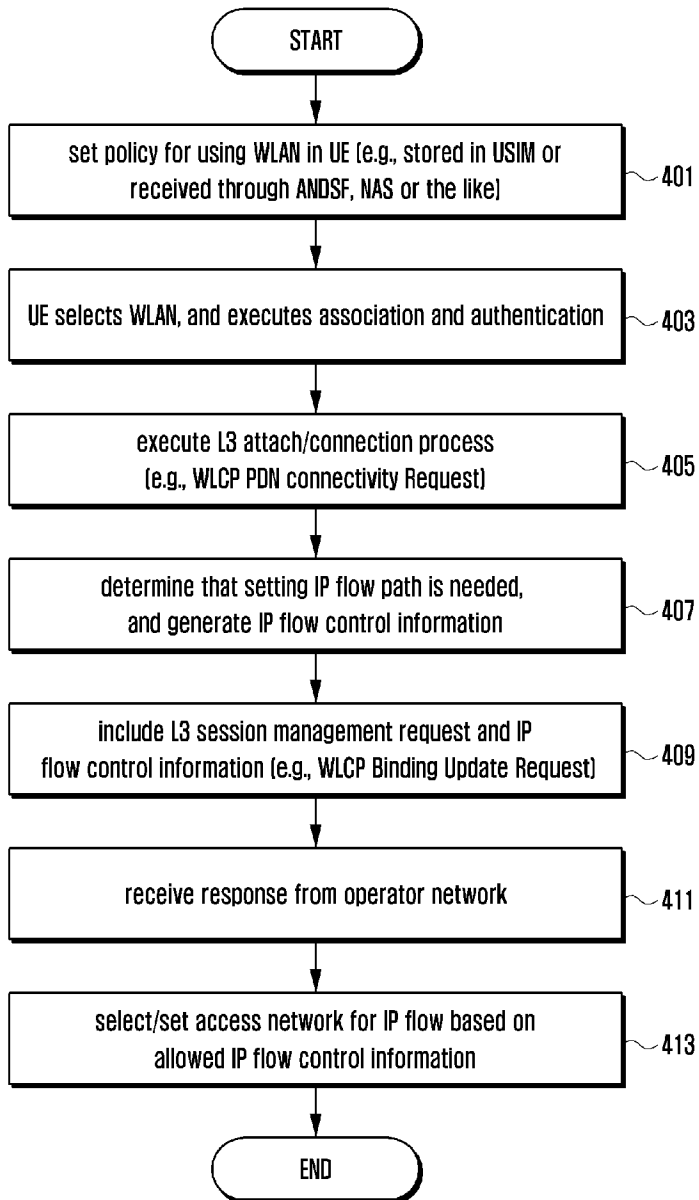 START
set policy for using WLAN in UE (e.g., stored in USIM or
received through ANDSF, NAS or the like)
401
UE selects WLAN, and executes association and authentication
403
execute L3 attach/connection process
(e.g., WLCP PDN connectivity Request)
405
determine that setting IP flow path is needed,
and generate IP flow control information
407
include L3 session management request and IP
flow control information (e.g., WLCP Binding Update Request)
409
receive response from operator network
411
select/set access network for IP flow based on
allowed IP flow control information
413
END